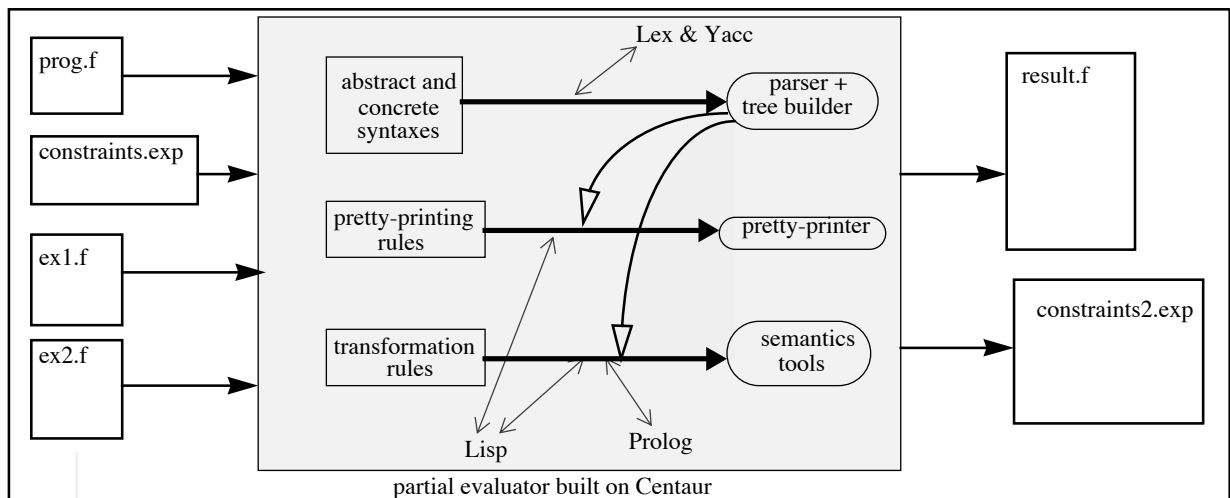 prog.f
constraints.exp
ex1.f
ex2.f
Lex & Yacc
abstract and
concrete
syntaxes
parser +
tree builder
pretty-printing
rules
pretty-printer
transformation
rules
semantics
tools
Lisp
Prolog
result.f
constraints2.exp
partial evaluator built on Centaur